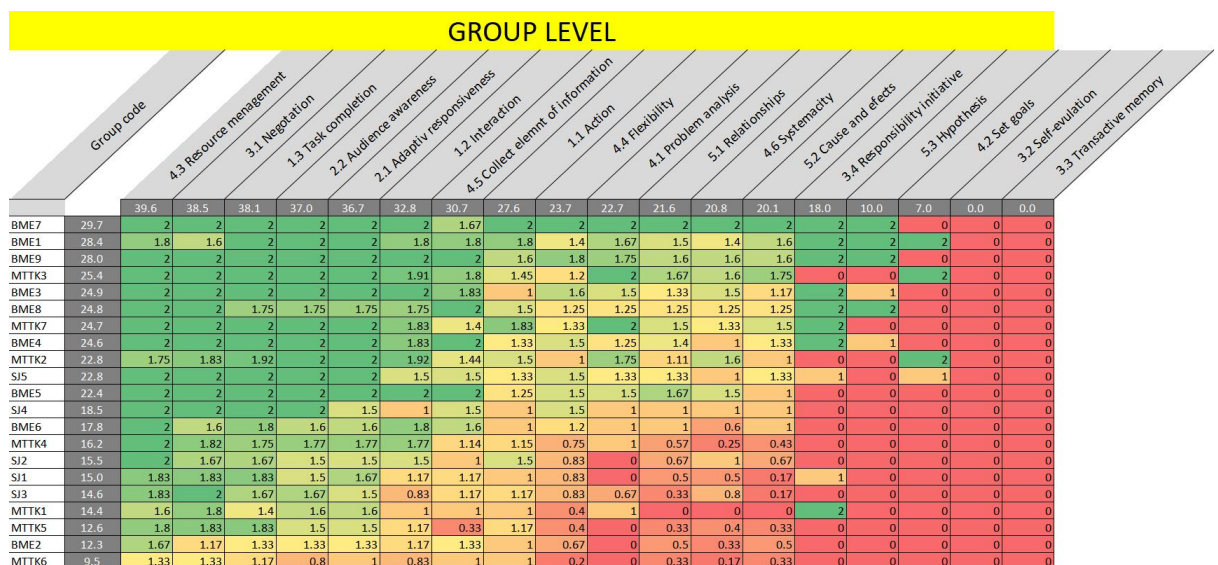 GROUP LEVEL
Group code
4.3 Resource management
3.1 Negotation
1.3 Task completion
2.2 Audience awareness
2.1 Adaptiv responsiveness
1.2 Interaction
4.5 Collect elemnt of information
1.1 Action
4.4 Flexibility
4.1 Problem analysis
5.1 Relationships
4.6 Systemacity
5.2 Cause and efects
3.4 Responsibility initiative
5.3 Hypothesis
4.2 Set goals
3.2 Self-evulation
3.3 Transactive memory
39.6 38.5 38.1 37.0 36.7 32.8 30.7 27.6 23.7 22.7 21.6 20.8 20.1 18.0 10.0 7.0 0.0 0.0
BME7 29.7 2 2 2 2 2 2 1.67 2 2 2 2 2 2 2 2 0 0 0
BME1 28.4 1.8 1.6 2 2 2 1.8 1.8 1.8 1.4 1.67 1.5 1.4 1.6 2 2 2 0 0
BME9 28.0 2 2 2 2 2 2 2 1.6 1.8 1.75 1.6 1.6 1.6 2 2 0 0 0
MTTK3 25.4 2 2 2 2 2 1.91 1.8 1.45 1.2 2 1.67 1.6 1.75 0 0 2 0 0
BME3 24.9 2 2 2 2 2 2 1.83 1 1.6 1.5 1.33 1.5 1.17 2 1 0 0 0
BME8 24.8 2 2 1.75 1.75 1.75 1.75 2 1.5 1.25 1.25 1.25 1.25 1.25 2 2 0 0 0
MTTK7 24.7 2 2 2 2 2 1.83 1.4 1.83 1.33 2 1.5 1.33 1.5 2 0 0 0 0
BME4 24.6 2 2 2 2 2 1.83 2 1.33 1.5 1.25 1.4 1 1.33 2 1 0 0 0
MTTK2 22.8 1.75 1.83 1.92 2 2 1.92 1.44 1.5 1 1.75 1.11 1.6 1 0 0 2 0 0
SJ5 22.8 2 2 2 2 2 1.5 1.5 1.33 1.5 1.33 1.33 1 1.33 1 0 1 0 0
BME5 22.4 2 2 2 2 2 2 2 1.25 1.5 1.5 1.67 1.5 1 0 0 0 0 0
SJ4 18.5 2 2 2 2 1.5 1 1.5 1 1.5 1 1 1 1 0 0 0 0 0
BME6 17.8 2 1.6 1.8 1.6 1.6 1.8 1.6 1 1.2 1 1 0.6 1 0 0 0 0 0
MTTK4 16.2 2 1.82 1.75 1.77 1.77 1.77 1.14 1.15 0.75 1 0.57 0.25 0.43 0 0 0 0 0
SJ2 15.5 2 1.67 1.67 1.5 1.5 1.5 1 1.5 0.83 0 0.67 1 0.67 0 0 0 0 0
SJ1 15.0 1.83 1.83 1.83 1.5 1.67 1.17 1.17 1 0.83 0 0.5 0.5 0.17 1 0 0 0 0
SJ3 14.6 1.83 2 1.67 1.67 1.5 0.83 1.17 1.17 0.83 0.67 0.33 0.8 0.17 0 0 0 0 0
MTTK1 14.4 1.6 1.8 1.4 1.6 1.6 1 1 1 0.4 1 0 0 0 2 0 0 0 0
MTTK5 12.6 1.8 1.83 1.83 1.5 1.5 1.17 0.33 1.17 0.4 0 0.33 0.4 0.33 0 0 0 0 0
BME2 12.3 1.67 1.17 1.33 1.33 1.33 1.17 1.33 1 0.67 0 0.5 0.33 0.5 0 0 0 0 0
MTTK6 9.5 1.33 1.33 1.17 0.8 1 0.83 1 1 0.2 0 0.33 0.17 0.33 0 0 0 0 0